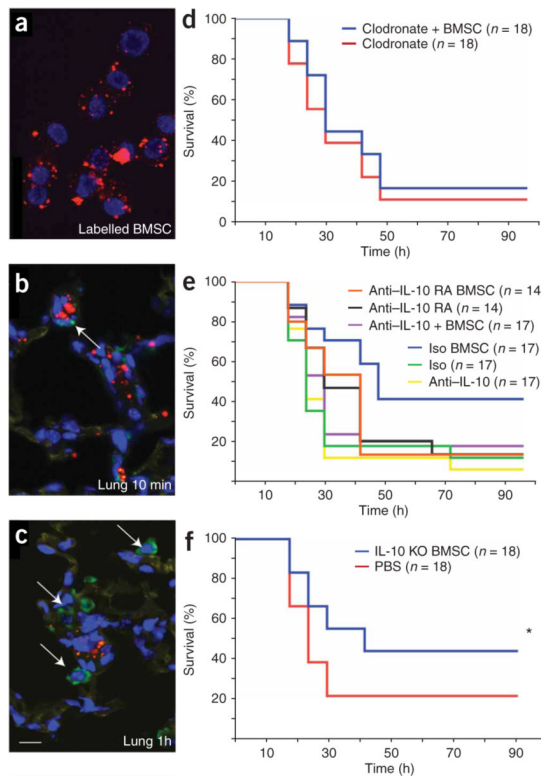 a
Labelled BMSC
b
Lung 10 min
c
Lung 1h
d
Clodronate + BMSC (n = 18)
Clodronate (n = 18)
Survival (%)
100
80
60
40
20
10 30 50 70 90
Time (h)
e
Anti–IL-10 RA BMSC (n = 14
Anti–IL-10 RA (n = 14)
Anti–IL-10 + BMSC (n = 17)
Iso BMSC (n = 17)
Iso (n = 17)
Anti–IL-10 (n = 17)
Survival (%)
100
80
60
40
20
10 30 50 70 90
Time (h)
f
IL-10 KO BMSC (n = 18)
PBS (n = 18)
*
Survival (%)
100
80
60
40
20
10 30 50 70 90
Time (h)